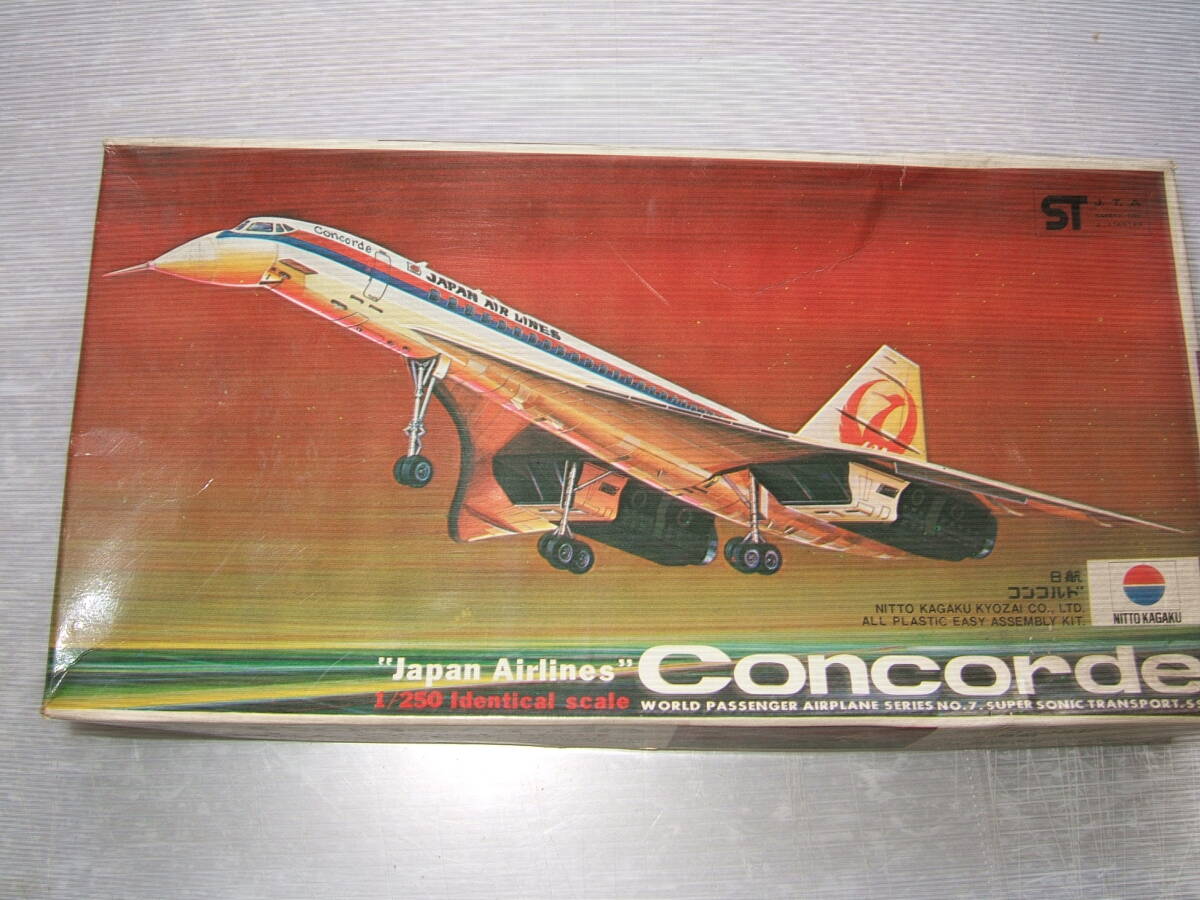 ST J.T.A
Concorde
JAPAN AIR LINES
日航
コンコルド
NITTO KAGAKU KYOZAI CO., LTD.
ALL PLASTIC EASY ASSEMBLY KIT.
NITTO KAGAKU
"Japan Airlines" Concorde
1/250 Identical scale
WORLD PASSENGER AIRPLANE SERIES NO.7. SUPER SONIC TRANSPORT.